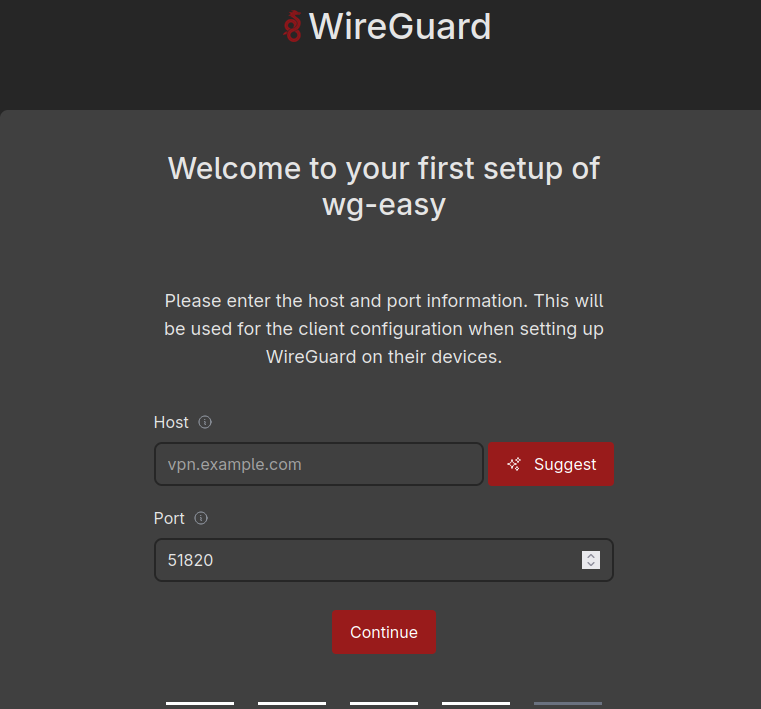 WireGuard
Welcome to your first setup of
wg-easy
Please enter the host and port information. This will
be used for the client configuration when setting up
WireGuard on their devices.
Host
vpn.example.com
Suggest
Port
51820
Continue